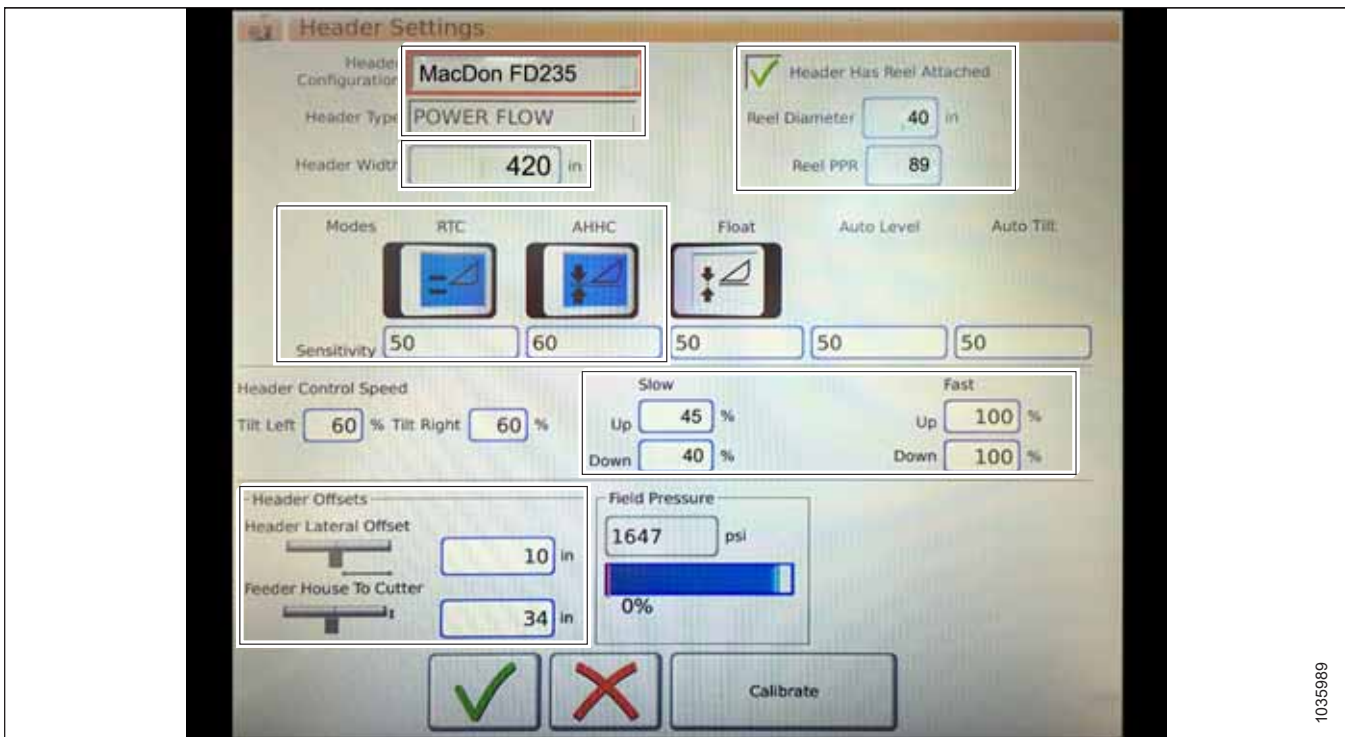 Header Settings
Header Configuration MacDon FD235
Header Type POWER FLOW
Header Width 420 in
Header Has Reel Attached
Reel Diameter 40 in
Reel PPR 89
Modes RTC AHHC Float Auto Level Auto Tilt
Sensitivity 50 60 50 50 50
Header Control Speed
Tilt Left 60 % Tilt Right 60 %
Slow Fast
Up 45 % Up 100 %
Down 40 % Down 100 %
Header Offsets
Header Lateral Offset
10 in
Feeder House To Cutter
34 in
Field Pressure
1647 psi
0%
Calibrate
1035989